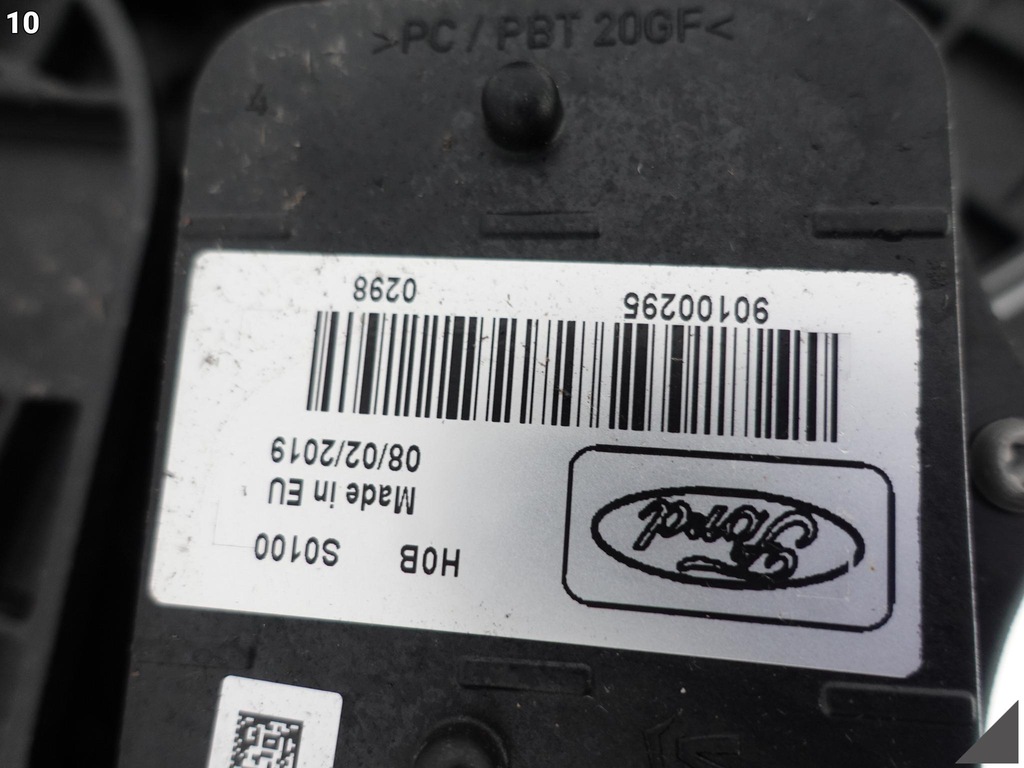 10
>PC / PBT 20GF<
4
H0B S0100
Made in EU
08/02/2019
Ford
90100295 0298